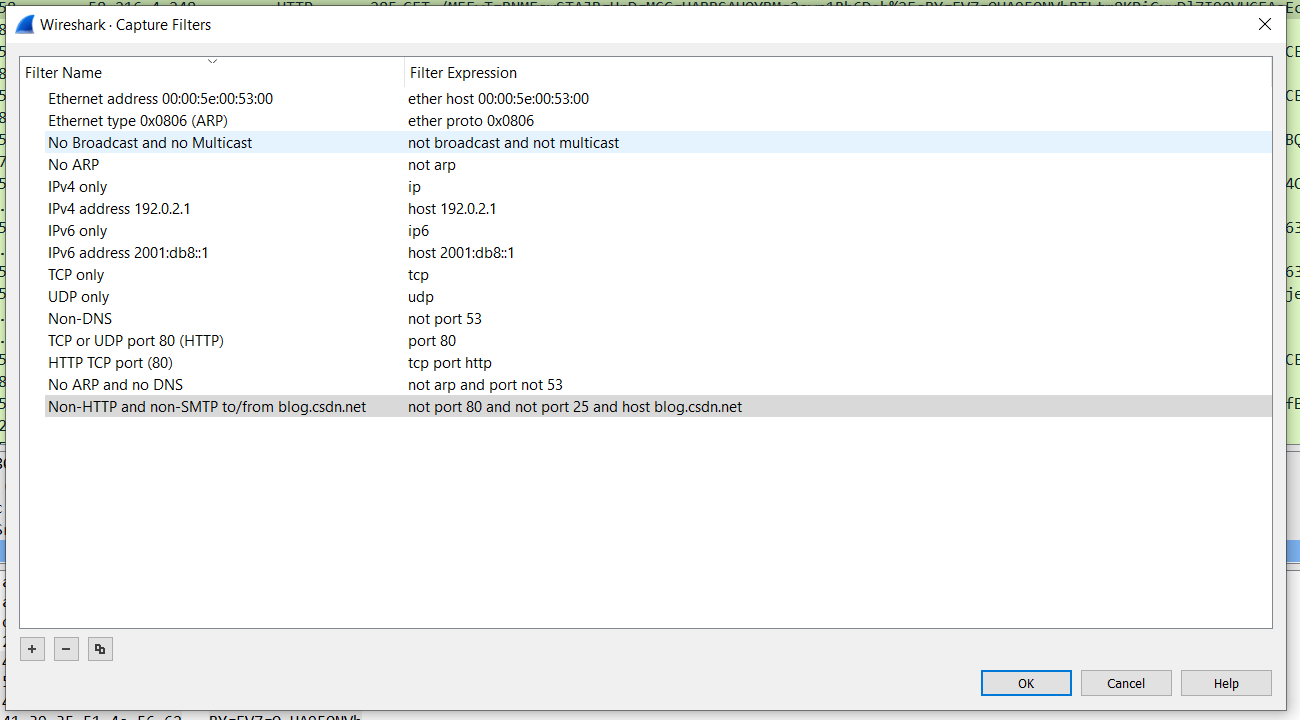 Wireshark · Capture Filters
Filter Name Filter Expression
Ethernet address 00:00:5e:00:53:00 ether host 00:00:5e:00:53:00
Ethernet type 0x0806 (ARP) ether proto 0x0806
No Broadcast and no Multicast not broadcast and not multicast
No ARP not arp
IPv4 only ip
IPv4 address 192.0.2.1 host 192.0.2.1
IPv6 only ip6
IPv6 address 2001:db8::1 host 2001:db8::1
TCP only tcp
UDP only udp
Non-DNS not port 53
TCP or UDP port 80 (HTTP) port 80
HTTP TCP port (80) tcp port http
No ARP and no DNS not arp and port not 53
Non-HTTP and non-SMTP to/from blog.csdn.net not port 80 and not port 25 and host blog.csdn.net
OK Cancel Help